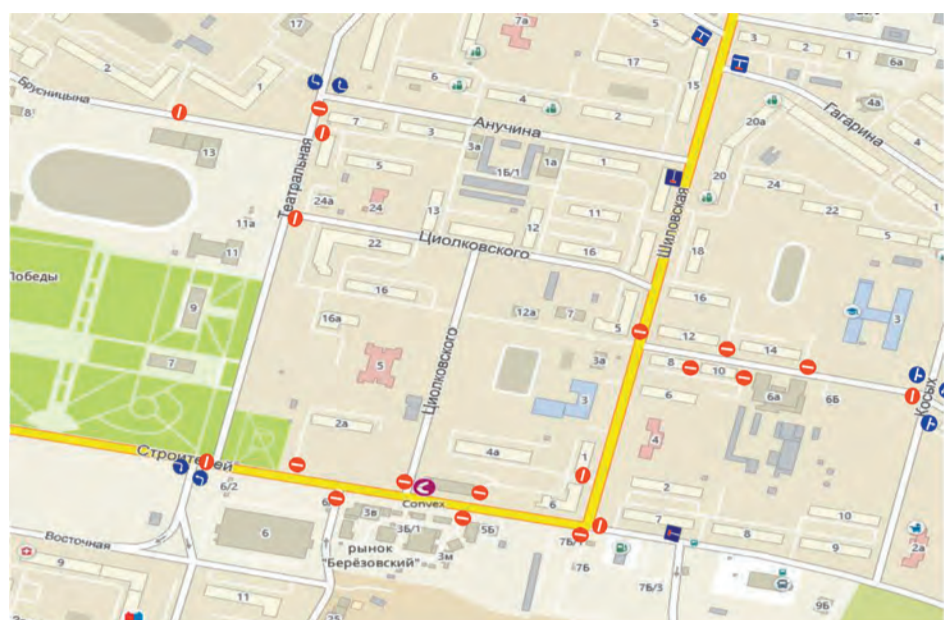 7а
17
5
2
17
3
2
1
6а
6
1
4
2
15
20а
4а
Брусницына
8
7
3
Анучина
Гагарина
4
13
3а
1Б/1
1а
1
5
20
24
Театральная
24а
24
13
12
11
22
1
11а
11
22
Циолковского
16
Шиловская
18
5
Победы
9
16
16
3
16а
12а
7
5
12
14
7
5
3а
8
10
6а
6Б
Косых
Циолковского
3
6
2а
4
4а
1
Строителей
6/2
2
6
Convex
3в
7
10
Восточная
6
3Б/1
5Б
8
9
2а
рынок
"Берёзовский"
3м
7Б
9
11
7Б/3
9Б